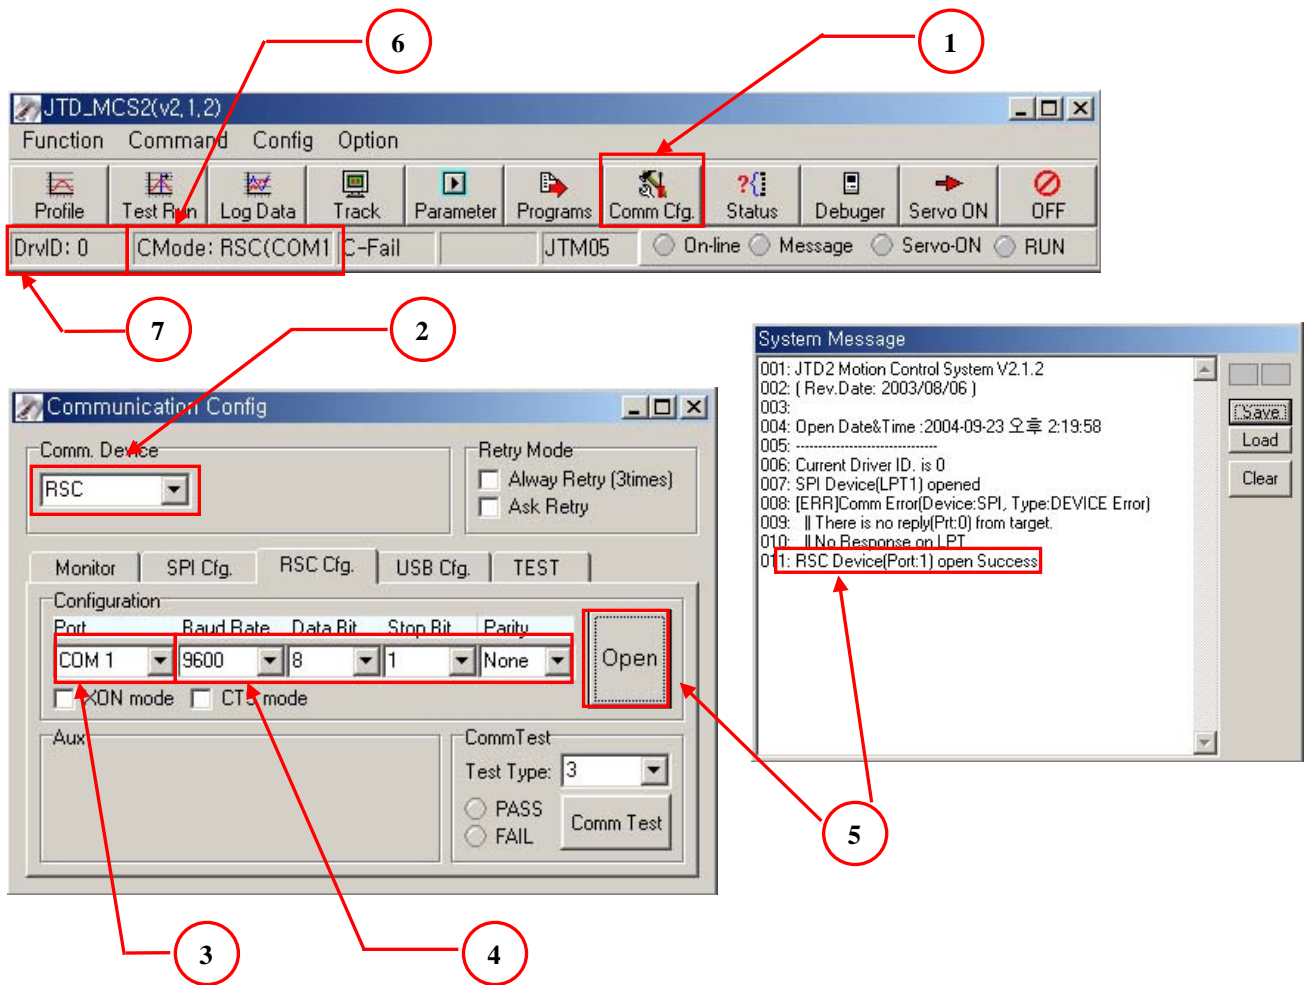 6
1
JTD_MCS2(v2,1,2)
Function Command Config Option
Profile Test Run Log Data Track Parameter Programs Comm Cfg. Status Debuger Servo ON OFF
DrvID: 0 CMode: RSC(COM1 C-Fail JTM05 On-line Message Servo-ON RUN
7
2
Communication Config
Comm. Device
RSC
Retry Mode
Alway Retry (3times)
Ask Retry
Monitor SPI Cfg. RSC Cfg. USB Cfg. TEST
Configuration
Port Baud Rate Data Bit Stop Bit Parity
COM 1 9600 8 1 None Open
XON mode CTS mode
Aux
CommTest
Test Type: 3
PASS
FAIL
Comm Test
System Message
001: JTD2 Motion Control System V2.1.2
002: ( Rev.Date: 2003/08/06 )
003:
004: Open Date&Time :2004-09-23 오후 2:19:58
005: --------------------------------
006: Current Driver ID. is 0
007: SPI Device(LPT1) opened
008: [ERR]Comm Error(Device:SPI, Type:DEVICE Error)
009: || There is no reply(Prt:0) from target.
010: || No Response on LPT
011: RSC Device(Port:1) open Success
Save
Load
Clear
5
3
4